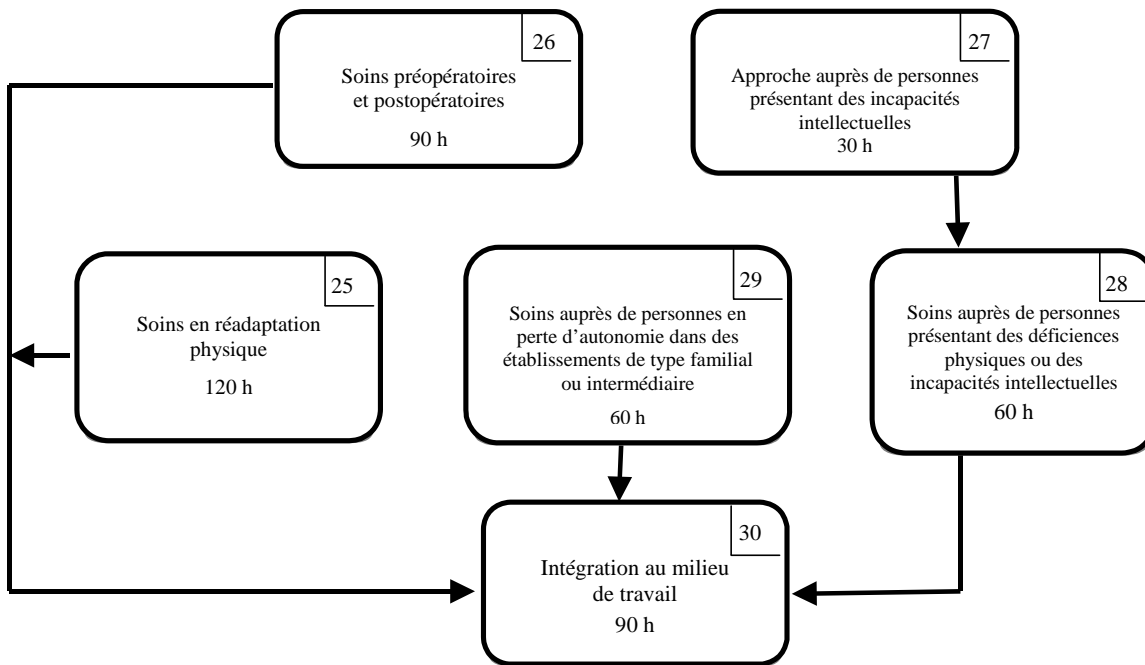 26
Soins préopératoires
et postopératoires
90 h
27
Approche auprès de personnes
présentant des incapacités
intellectuelles
30 h
25
Soins en réadaptation
physique
120 h
29
Soins auprès de personnes en
perte d’autonomie dans des
établissements de type familial
ou intermédiaire
60 h
28
Soins auprès de personnes
présentant des déficiences
physiques ou des
incapacités intellectuelles
60 h
30
Intégration au milieu
de travail
90 h